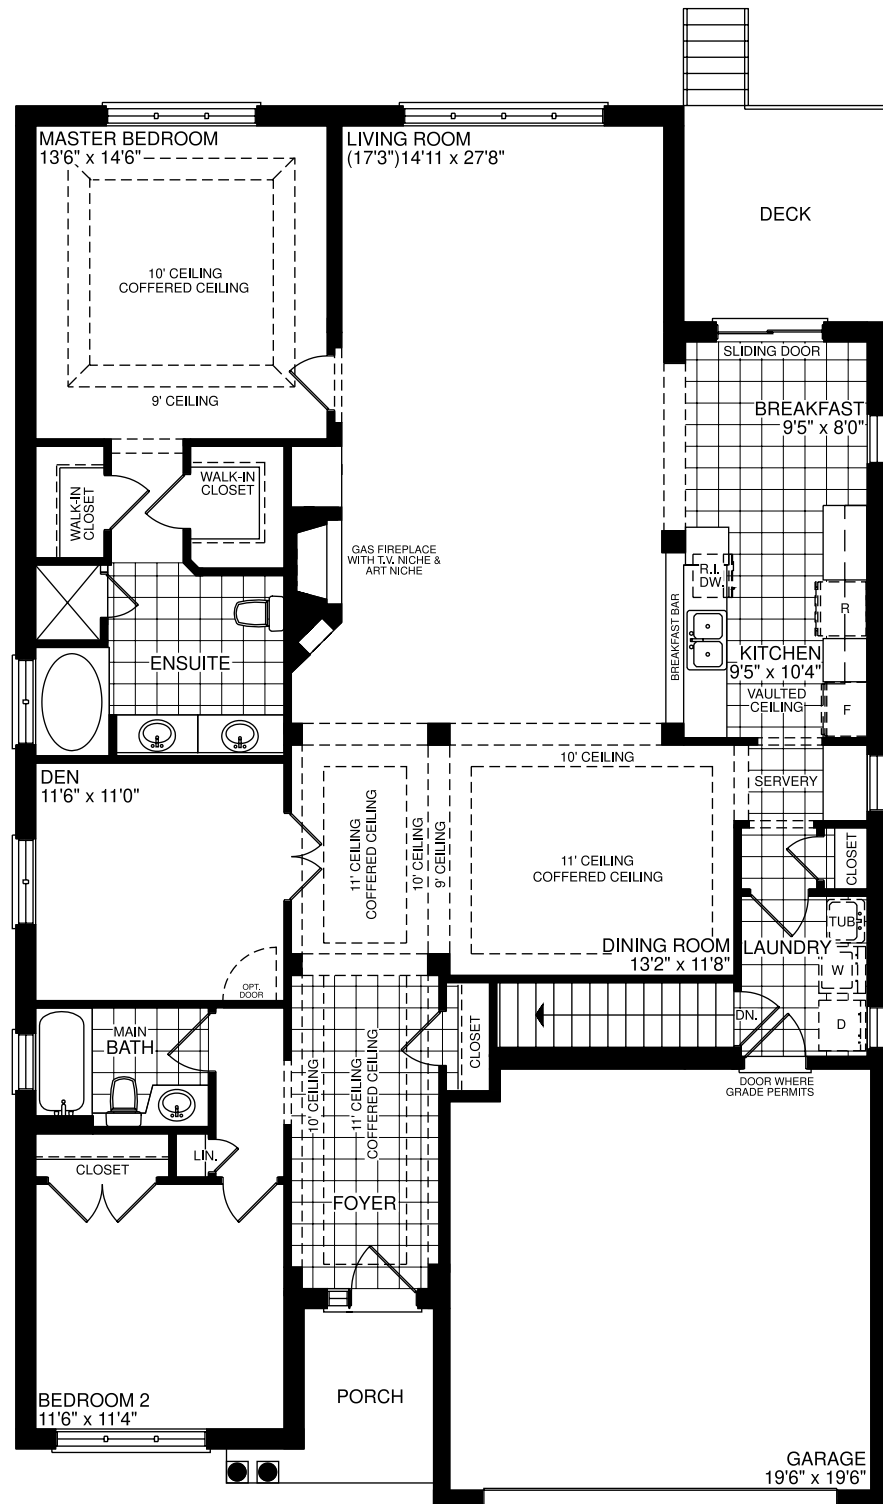 MASTER BEDROOM
13'6" x 14'6"
10' CEILING
COFFERED CEILING
9' CEILING
LIVING ROOM
(17'3")14'11 x 27'8"
DECK
SLIDING DOOR
BREAKFAST
9'5" x 8'0"
WALK-IN
CLOSET
WALK-IN
CLOSET
GAS FIREPLACE
WITH T.V. NICHE &
ART NICHE
R.I.
DW.
R
BREAKFAST BAR
KITCHEN
9'5" x 10'4"
VAULTED
CEILING
F
ENSUITE
DEN
11'6" x 11'0"
OPT.
DOOR
11' CEILING
COFFERED CEILING
10' CEILING
9' CEILING
10' CEILING
11' CEILING
COFFERED CEILING
DINING ROOM
13'2" x 11'8"
SERVERY
CLOSET
TUB
LAUNDRY
W
D
DN.
DOOR WHERE
GRADE PERMITS
MAIN
BATH
LIN.
CLOSET
10' CEILING
11' CEILING
COFFERED CEILING
CLOSET
FOYER
BEDROOM 2
11'6" x 11'4"
PORCH
GARAGE
19'6" x 19'6"